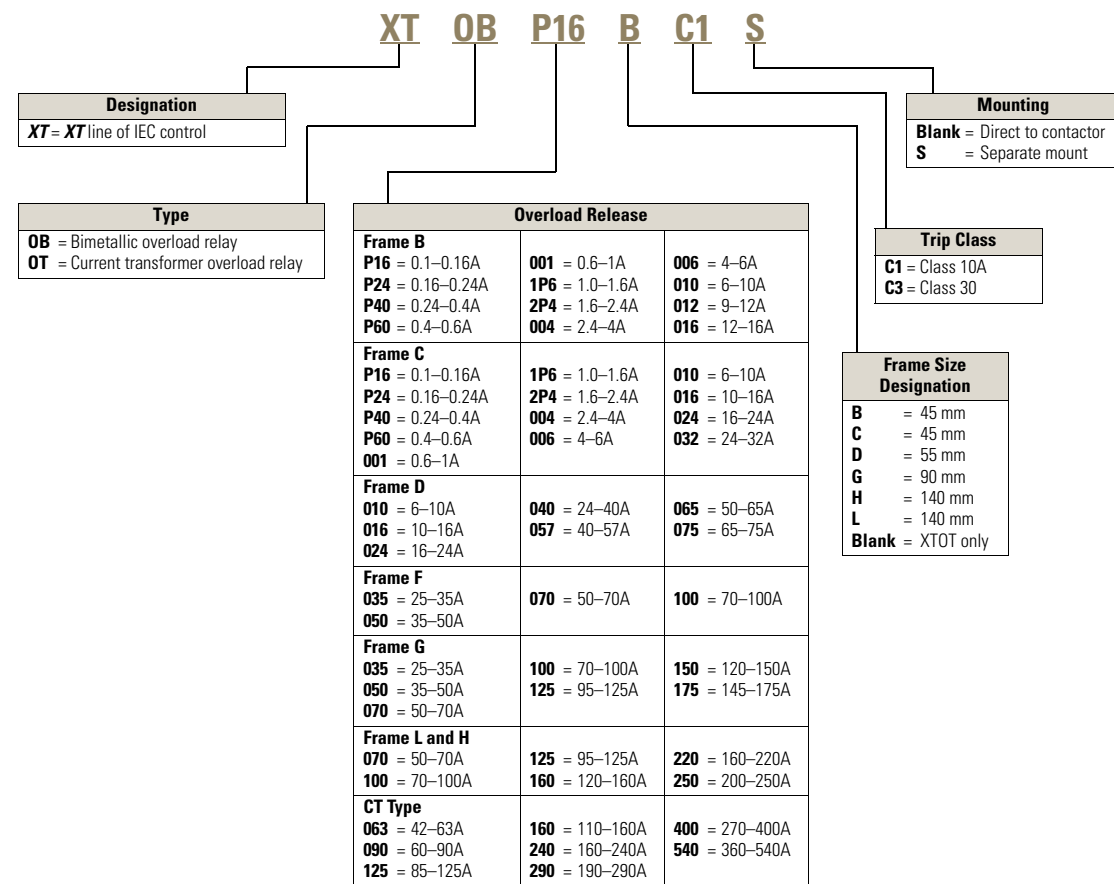 XT OB P16 B C1 S
Designation
XT = XT line of IEC control
Mounting
Blank = Direct to contactor
S = Separate mount
Type
OB = Bimetallic overload relay
OT = Current transformer overload relay
Trip Class
C1 = Class 10A
C3 = Class 30
Frame Size
Designation
B = 45 mm
C = 45 mm
D = 55 mm
G = 90 mm
H = 140 mm
L = 140 mm
Blank = XTOT only
Overload Release
Frame B
P16 = 0.1–0.16A 001 = 0.6–1A 006 = 4–6A
P24 = 0.16–0.24A 1P6 = 1.0–1.6A 010 = 6–10A
P40 = 0.24–0.4A 2P4 = 1.6–2.4A 012 = 9–12A
P60 = 0.4–0.6A 004 = 2.4–4A 016 = 12–16A
Frame C
P16 = 0.1–0.16A 1P6 = 1.0–1.6A 010 = 6–10A
P24 = 0.16–0.24A 2P4 = 1.6–2.4A 016 = 10–16A
P40 = 0.24–0.4A 004 = 2.4–4A 024 = 16–24A
P60 = 0.4–0.6A 006 = 4–6A 032 = 24–32A
001 = 0.6–1A
Frame D
010 = 6–10A 040 = 24–40A 065 = 50–65A
016 = 10–16A 057 = 40–57A 075 = 65–75A
024 = 16–24A
Frame F
035 = 25–35A 070 = 50–70A 100 = 70–100A
050 = 35–50A
Frame G
035 = 25–35A 100 = 70–100A 150 = 120–150A
050 = 35–50A 125 = 95–125A 175 = 145–175A
070 = 50–70A
Frame L and H
070 = 50–70A 125 = 95–125A 220 = 160–220A
100 = 70–100A 160 = 120–160A 250 = 200–250A
CT Type
063 = 42–63A 160 = 110–160A 400 = 270–400A
090 = 60–90A 240 = 160–240A 540 = 360–540A
125 = 85–125A 290 = 190–290A